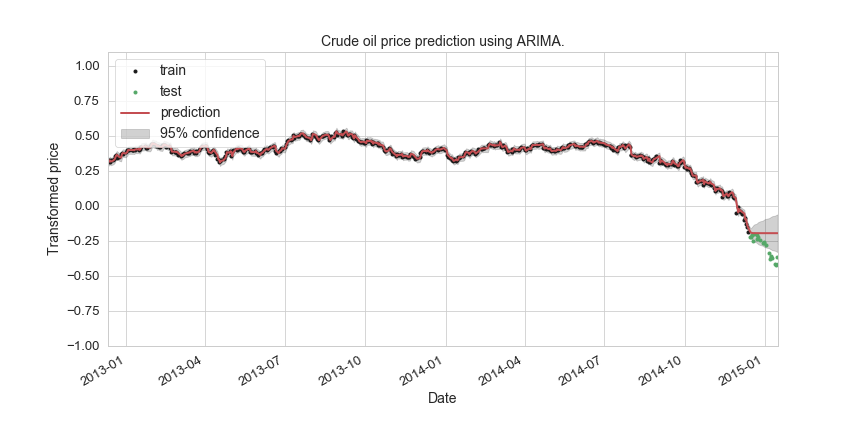 Crude oil price prediction using ARIMA.
1.00
0.75
0.50
0.25
0.00
−0.25
−0.50
−0.75
−1.00
Transformed price
train
test
prediction
95% confidence
2013-01
2013-04
2013-07
2013-10
2014-01
2014-04
2014-07
2014-10
2015-01
Date